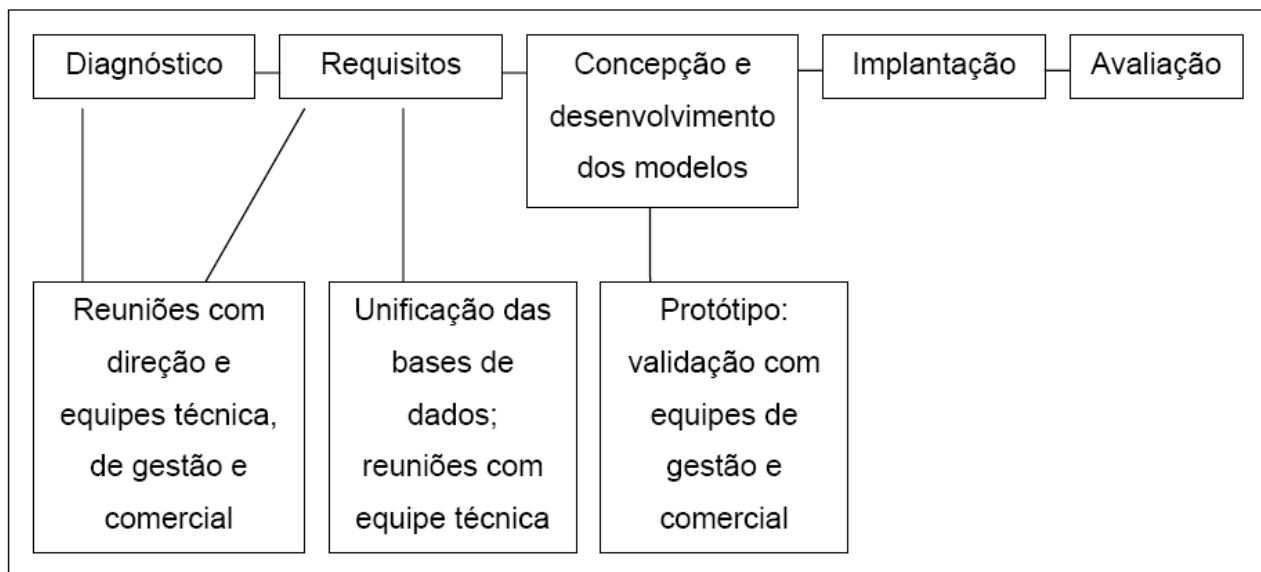 Diagnóstico
Requisitos
Concepção e
desenvolvimento
dos modelos
Implantação
Avaliação
Reuniões com
direção e
equipes técnica,
de gestão e
comercial
Unificação das
bases de
dados;
reuniões com
equipe técnica
Protótipo:
validação com
equipes de
gestão e
comercial